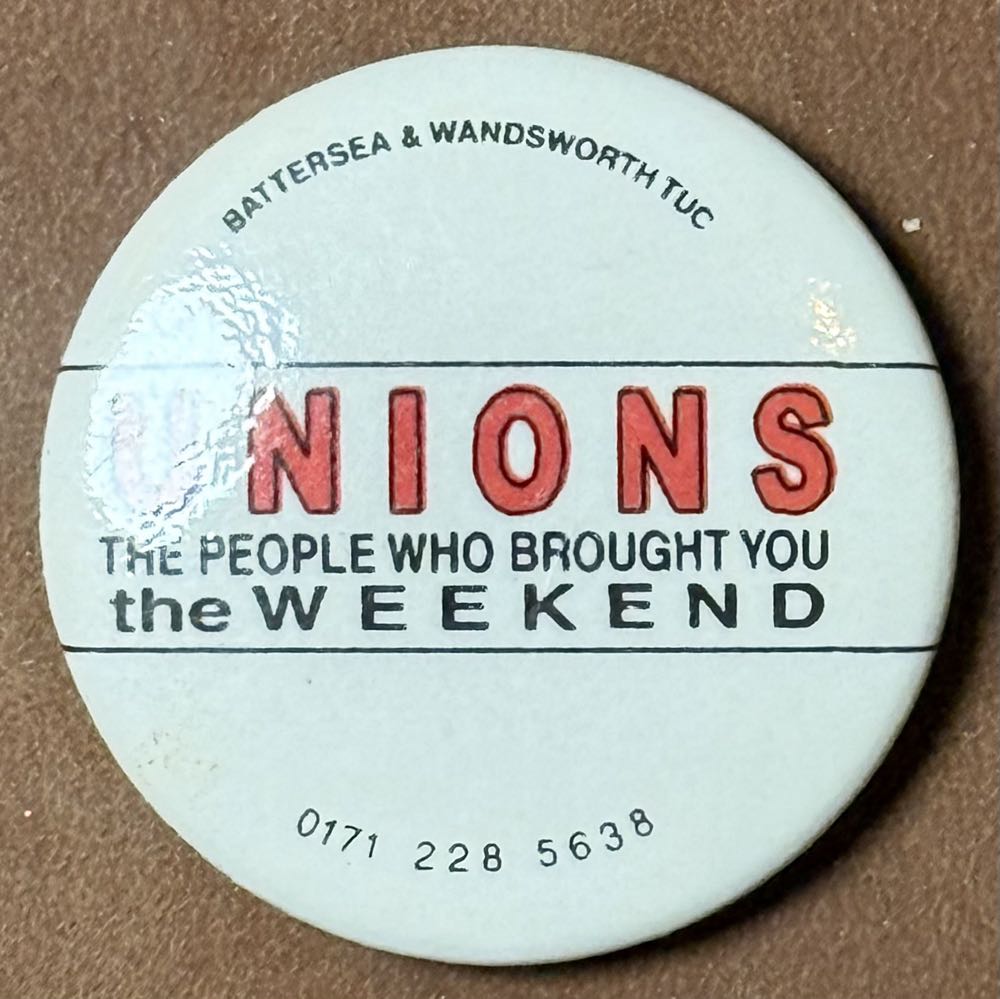 BATTERSEA & WANDSWORTH TUC
UNIONS
THE PEOPLE WHO BROUGHT YOU
the WEEKEND
0171 228 5638